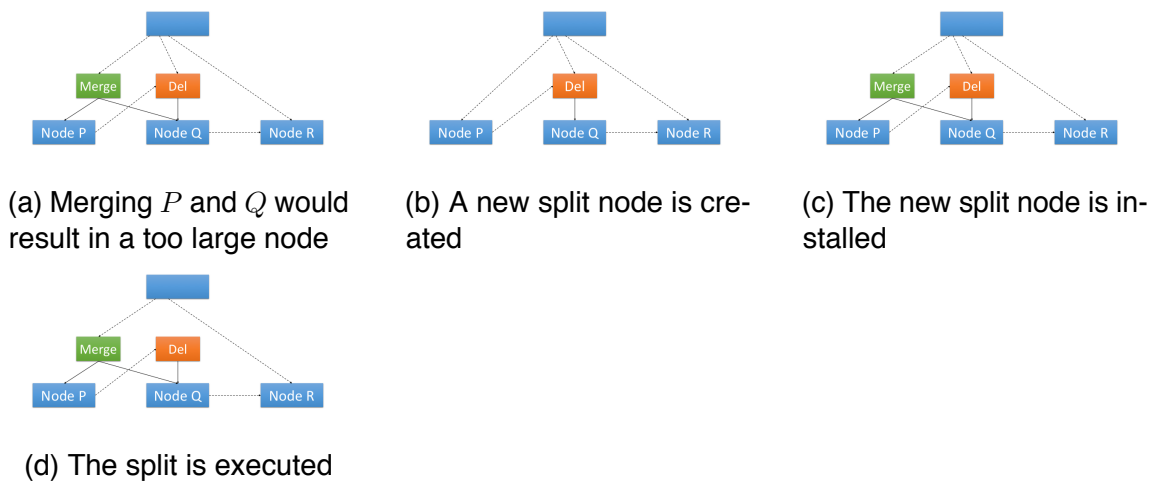 Merge
Del
Node P
Node Q
Node R
(a) Merging P and Q would
result in a too large node
Del
Node P
Node Q
Node R
(b) A new split node is cre-
ated
Merge
Del
Node P
Node Q
Node R
(c) The new split node is in-
stalled
Merge
Del
Node P
Node Q
Node R
(d) The split is executed